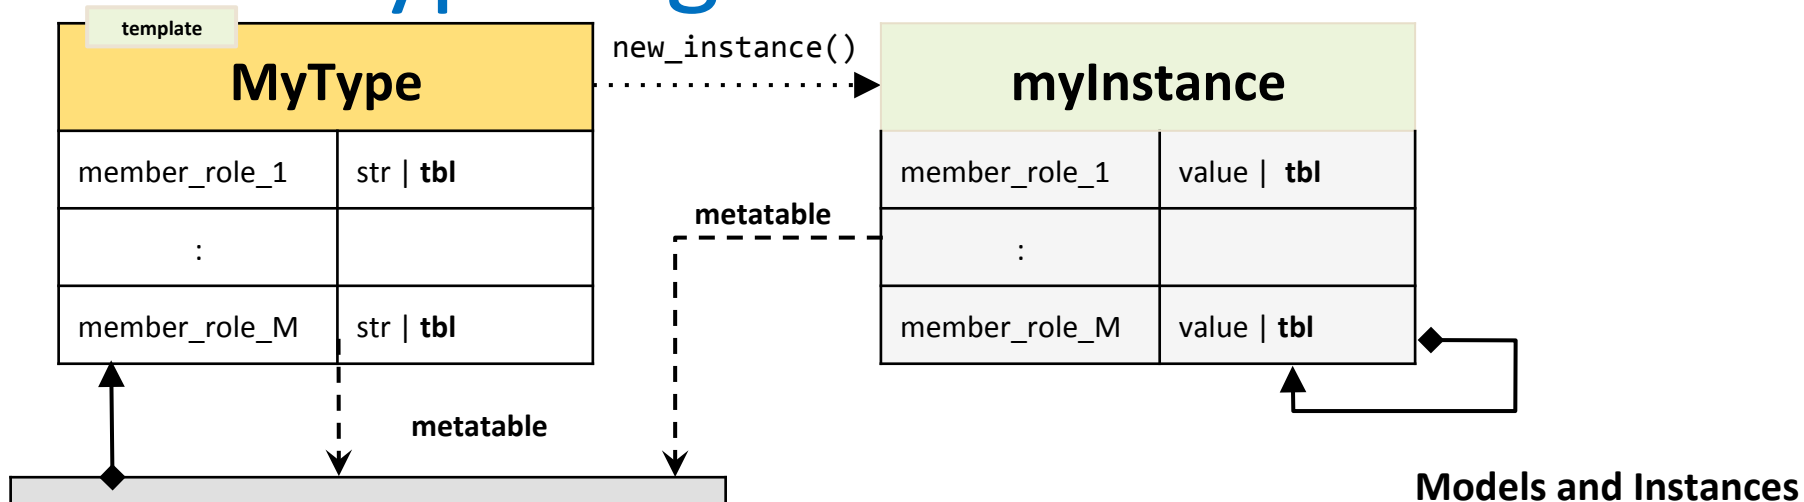 template
MyType
new_instance()
myInstance
member_role_1 str | tbl
member_role_1 value | tbl
metatable
:
:
member_role_M str | tbl
member_role_M value | tbl
metatable
Models and Instances